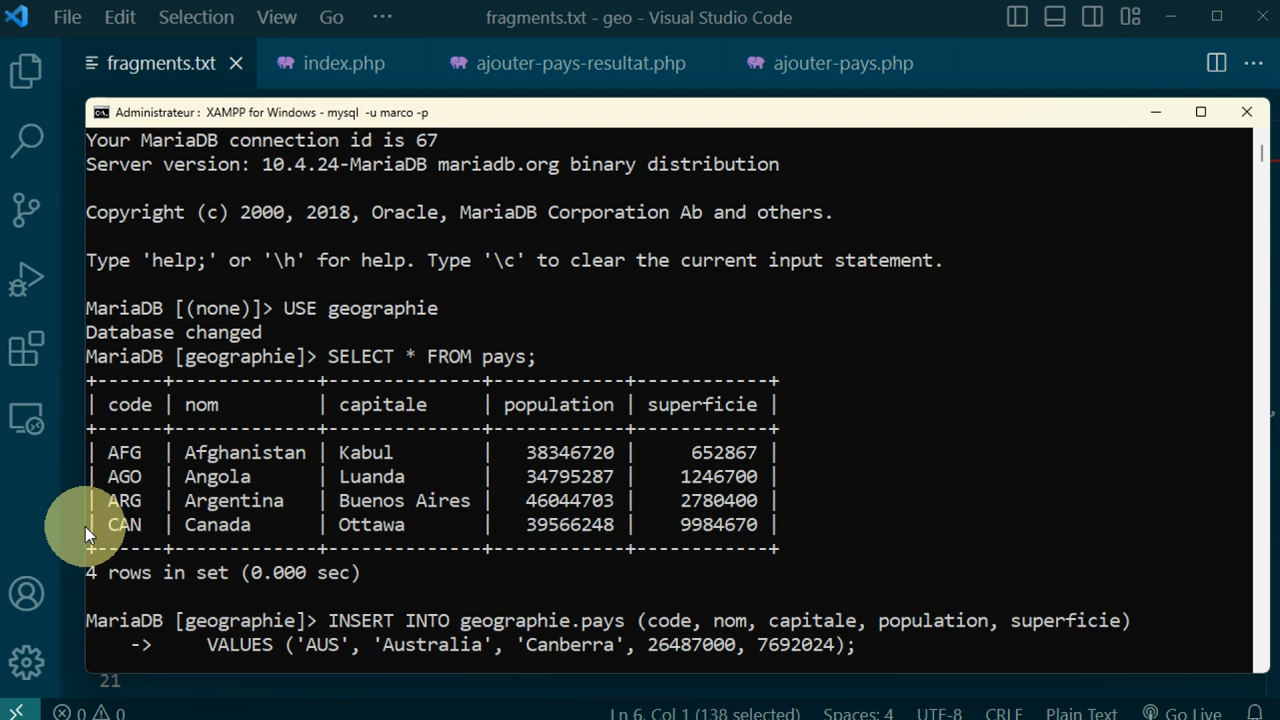 File Edit Selection View Go ··· fragments.txt - geo - Visual Studio Code
fragments.txt index.php ajouter-pays-resultat.php ajouter-pays.php
Administrateur : XAMPP for Windows - mysql -u marco -p
Your MariaDB connection id is 67
Server version: 10.4.24-MariaDB mariadb.org binary distribution
Copyright (c) 2000, 2018, Oracle, MariaDB Corporation Ab and others.
Type 'help;' or '\h' for help. Type '\c' to clear the current input statement.
MariaDB [(none)]> USE geographie
Database changed
MariaDB [geographie]> SELECT * FROM pays;
+------+-------------+--------------+------------+------------+
| code | nom         | capitale     | population | superficie |
+------+-------------+--------------+------------+------------+
| AFG  | Afghanistan | Kabul        |   38346720 |     652867 |
| AGO  | Angola      | Luanda       |   34795287 |    1246700 |
| ARG  | Argentina   | Buenos Aires |   46044703 |    2780400 |
| CAN  | Canada      | Ottawa       |   39566248 |    9984670 |
+------+-------------+--------------+------------+------------+
4 rows in set (0.000 sec)
MariaDB [geographie]> INSERT INTO geographie.pays (code, nom, capitale, population, superficie)
    ->     VALUES ('AUS', 'Australia', 'Canberra', 26487000, 7692024);
21
0 0 Ln 6, Col 1 (138 selected) Spaces: 4 UTF-8 CRLF Plain Text Go Live